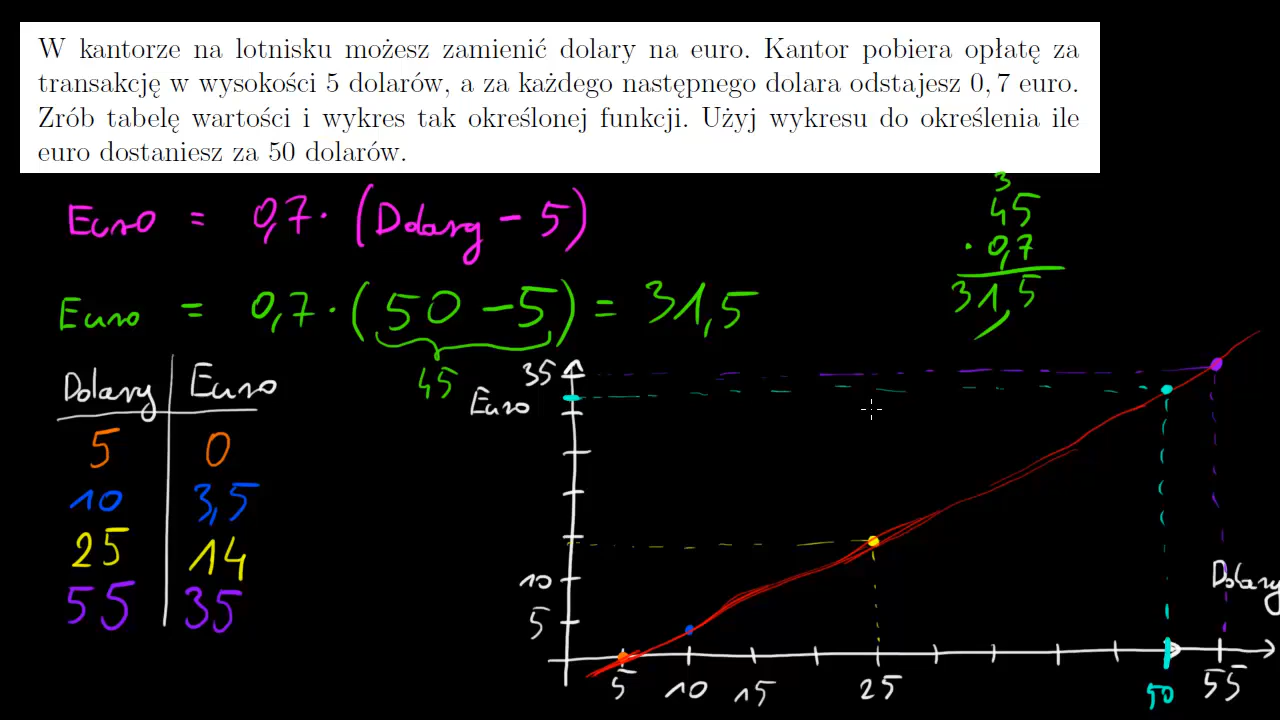 W kantorze na lotnisku możesz zamienić dolary na euro. Kantor pobiera opłatę za
transakcję w wysokości 5 dolarów, a za każdego następnego dolara odstajesz 0, 7 euro.
Zrób tabelę wartości i wykres tak określonej funkcji. Użyj wykresu do określenia ile
euro dostaniesz za 50 dolarów.
Euro = 0,7 · (Dolary - 5)
3
45
· 0,7
31,5
Euro = 0,7 · (50 - 5) = 31,5
45
Dolary Euro
5 0
10 3,5
25 14
55 35
35
Euro
10
5
Dolary
5 10 15 25 50 55